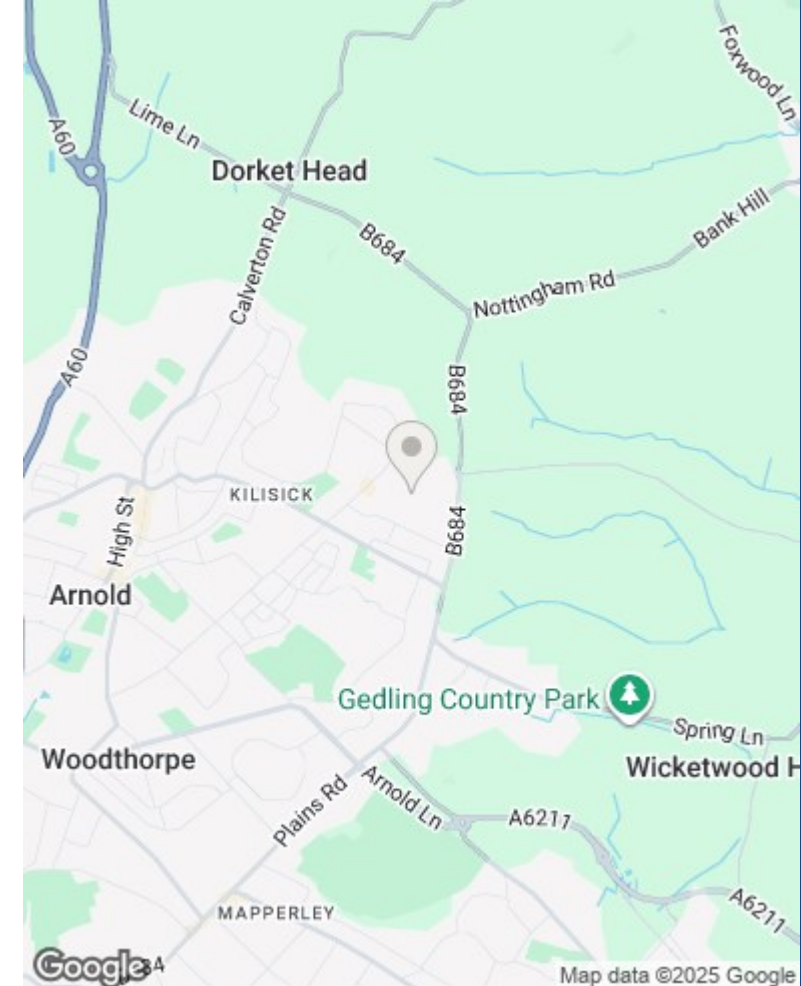 Foxwood Ln
Lime Ln
A60
Dorket Head
Bank Hill
Calverton Rd
B684
Nottingham Rd
A60
B684
KILISICK
High St
B684
Arnold
Gedling Country Park
Spring Ln
Woodthorpe
Wicketwood H
Plains Rd
Arnold Ln
A6211
A6211
MAPPERLEY
Google
84
Map data ©2025 Google